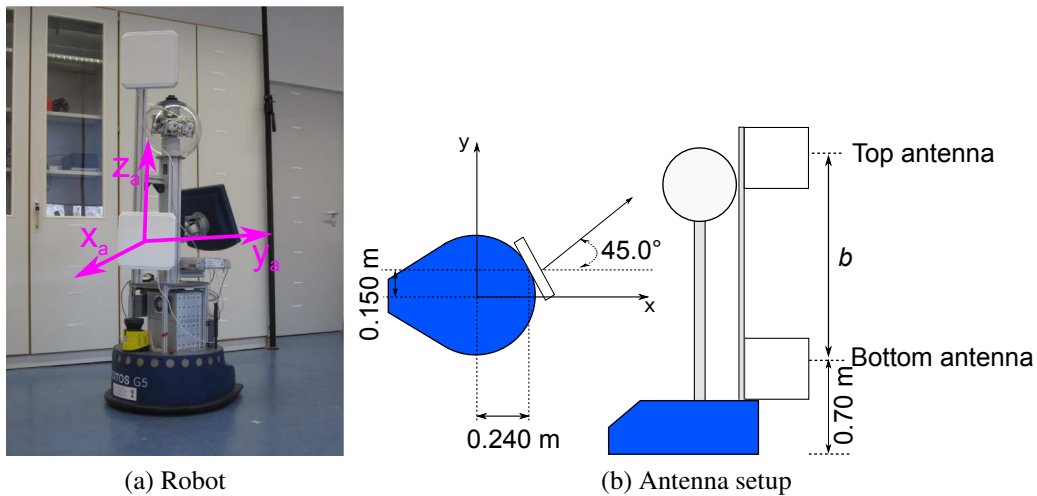 z_a
x_a
y_a
G5
(a) Robot
y
45.0°
x
0.150 m
0.240 m
Top antenna
b
Bottom antenna
0.70 m
(b) Antenna setup